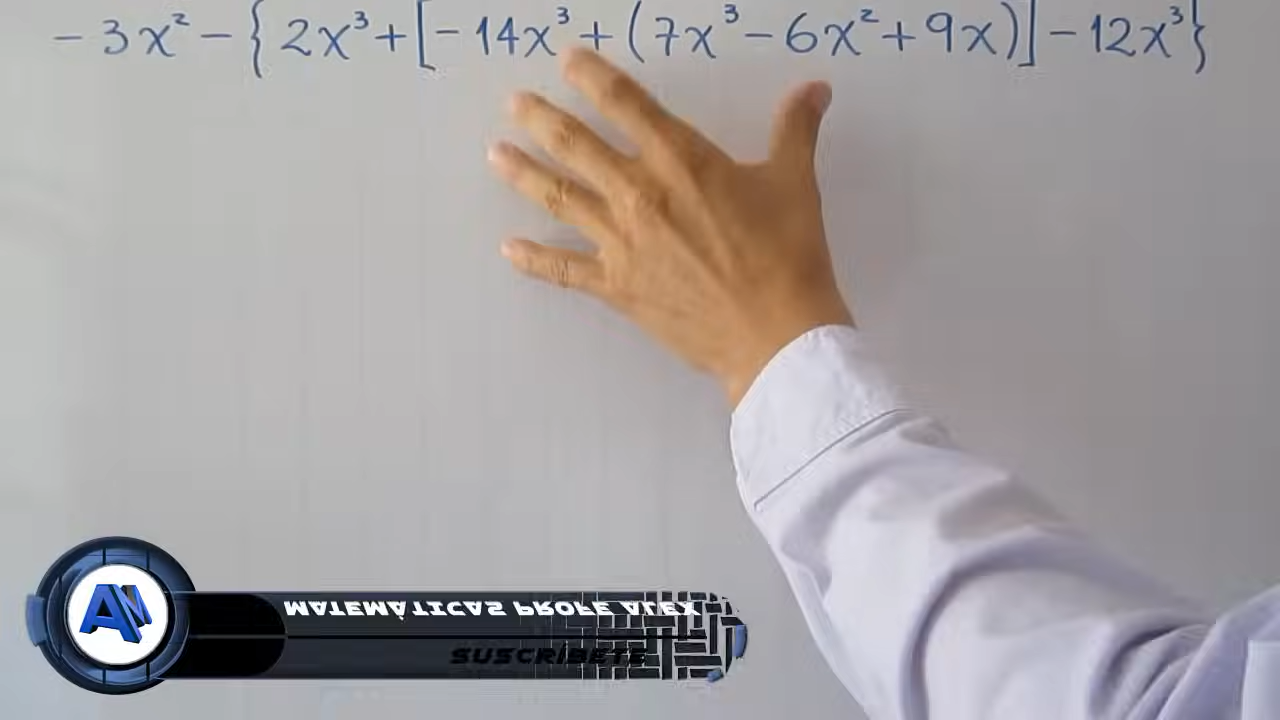 - 3x² - { 2x³ + [ - 14x³ + (7x³ - 6x² + 9x) ] - 12x³ }
MATEMÁTICAS PROFE ALEX
SUSCRÍBETE